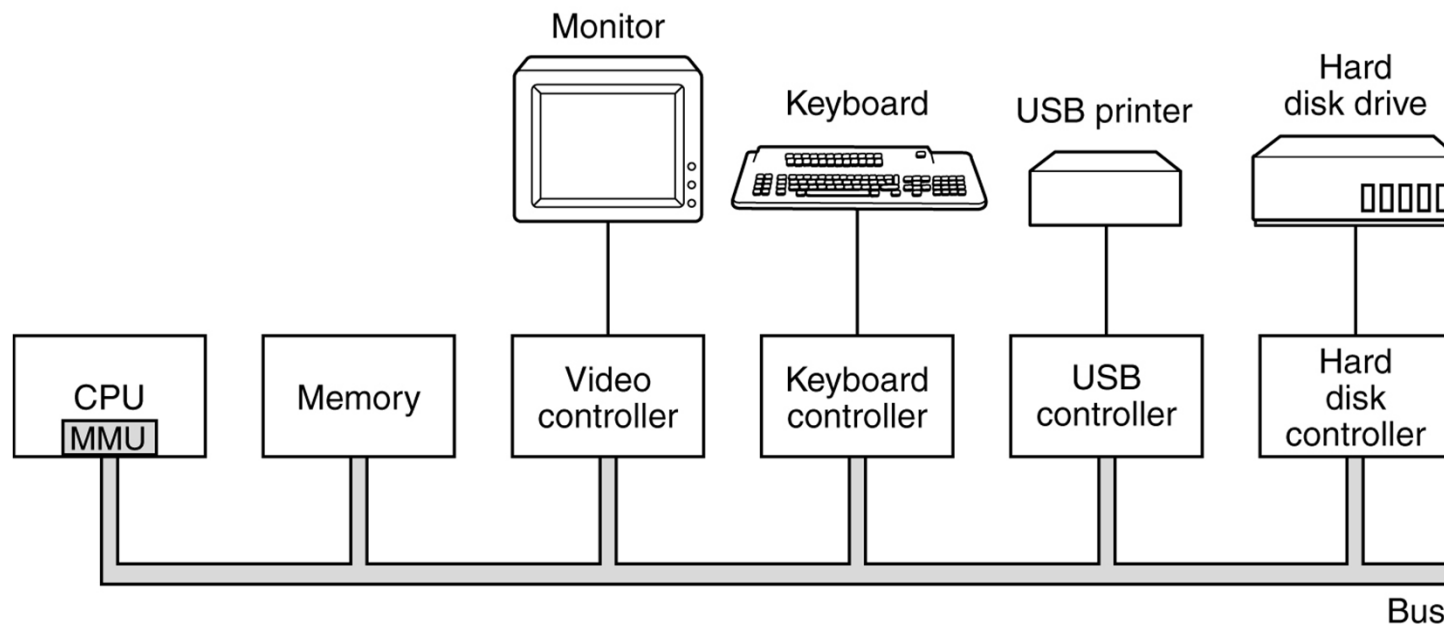 Monitor
Keyboard
USB printer
Hard
disk drive
CPU
MMU
Memory
Video
controller
Keyboard
controller
USB
controller
Hard
disk
controller
Bus